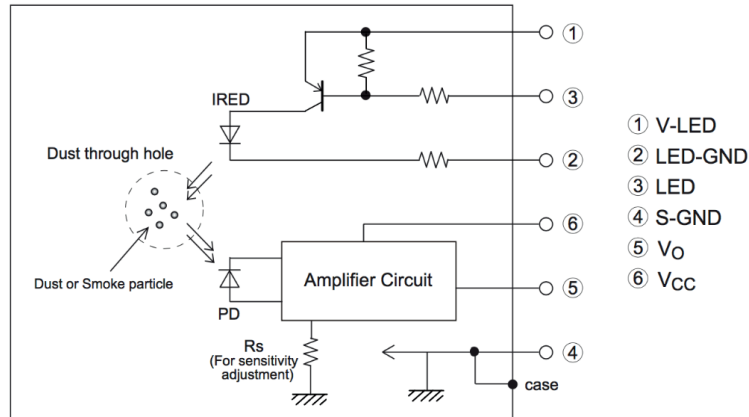 ①
IRED
③
Dust through hole
②
⑥
Dust or Smoke particle
PD
Amplifier Circuit
⑤
Rs
(For sensitivity
adjustment)
④
case
① V-LED
② LED-GND
③ LED
④ S-GND
⑤ VO
⑥ VCC